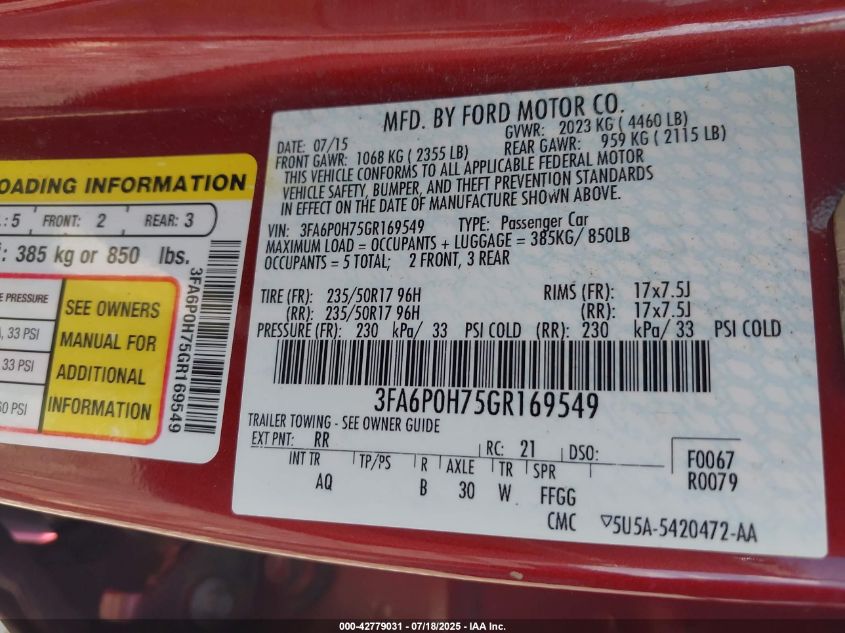 OADING INFORMATION
.: 5 FRONT: 2 REAR: 3
: 385 kg or 850 lbs.
E PRESSURE
, 33 PSI
33 PSI
60 PSI
SEE OWNERS
MANUAL FOR
ADDITIONAL
INFORMATION
3FA6P0H75GR169549
MFD. BY FORD MOTOR CO.
DATE: 07/15 GVWR: 2023 KG ( 4460 LB)
FRONT GAWR: 1068 KG ( 2355 LB) REAR GAWR: 959 KG ( 2115 LB)
THIS VEHICLE CONFORMS TO ALL APPLICABLE FEDERAL MOTOR
VEHICLE SAFETY, BUMPER, AND THEFT PREVENTION STANDARDS
IN EFFECT ON THE DATE OF MANUFACTURE SHOWN ABOVE.
VIN: 3FA6P0H75GR169549 TYPE: Passenger Car
MAXIMUM LOAD = OCCUPANTS + LUGGAGE = 385KG/ 850LB
OCCUPANTS = 5 TOTAL; 2 FRONT, 3 REAR
TIRE (FR): 235/50R17 96H RIMS (FR): 17x7.5J
(RR): 235/50R17 96H (RR): 17x7.5J
PRESSURE (FR): 230 kPa/ 33 PSI COLD (RR): 230 kPa/ 33 PSI COLD
3FA6P0H75GR169549
TRAILER TOWING - SEE OWNER GUIDE
EXT PNT: RR RC: 21 DSO: F0067
INT TR TP/PS R AXLE TR SPR R0079
AQ B 30 W FFGG
CMC ▽5U5A-5420472-AA
000-42779031 - 07/18/2025 - IAA Inc.